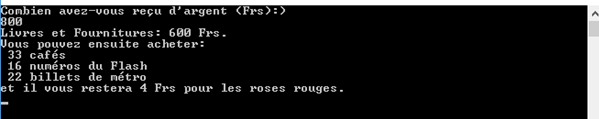 Combien avez-vous reçu d'argent (Frs):)
800
Livres et Fournitures: 600 Frs.
Vous pouvez ensuite acheter:
33 cafés
16 numéros du Flash
22 billets de métro
et il vous restera 4 Frs pour les roses rouges.